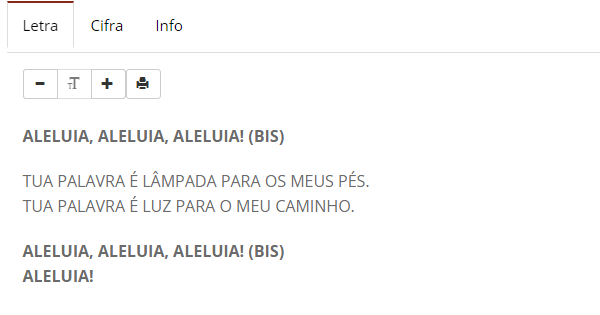 Letra Cifra Info
T T
ALELUIA, ALELUIA, ALELUIA! (BIS)
TUA PALAVRA É LÂMPADA PARA OS MEUS PÉS.
TUA PALAVRA É LUZ PARA O MEU CAMINHO.
ALELUIA, ALELUIA, ALELUIA! (BIS)
ALELUIA!